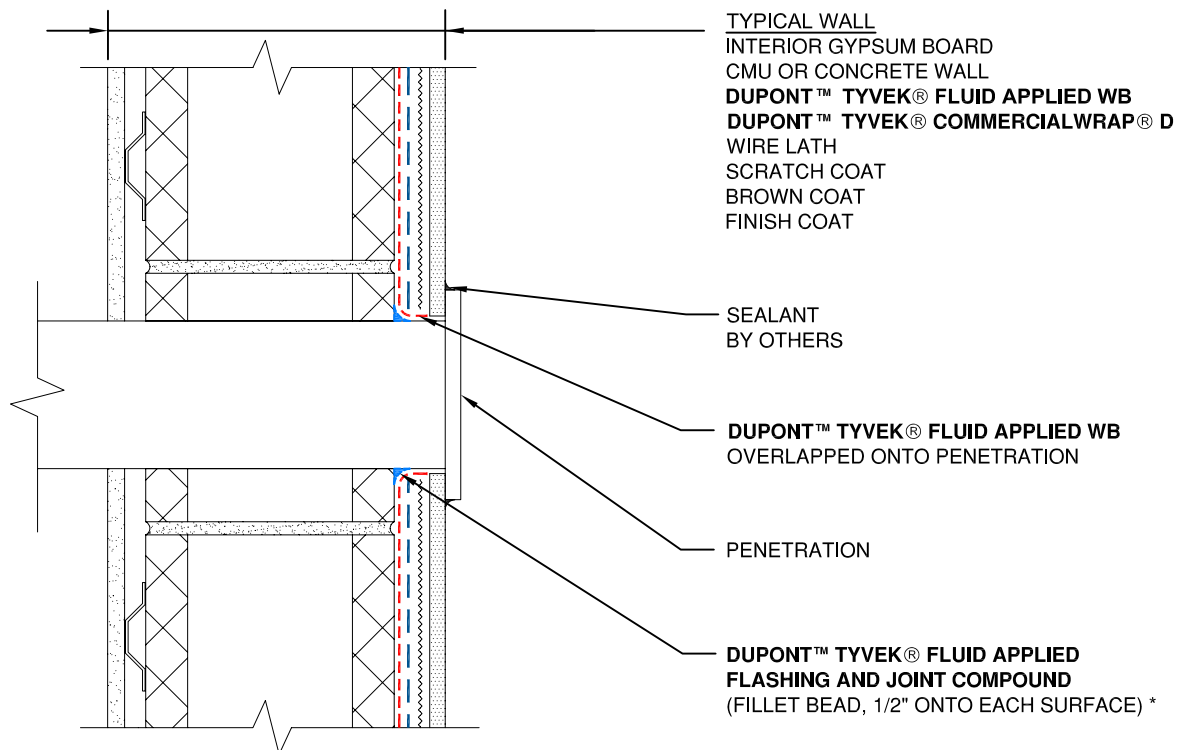 TYPICAL WALL
INTERIOR GYPSUM BOARD
CMU OR CONCRETE WALL
DUPONT™ TYVEK® FLUID APPLIED WB
DUPONT™ TYVEK® COMMERCIALWRAP® D
WIRE LATH
SCRATCH COAT
BROWN COAT
FINISH COAT
SEALANT
BY OTHERS
DUPONT™ TYVEK® FLUID APPLIED WB
OVERLAPPED ONTO PENETRATION
PENETRATION
DUPONT™ TYVEK® FLUID APPLIED
FLASHING AND JOINT COMPOUND
(FILLET BEAD, 1/2" ONTO EACH SURFACE) *